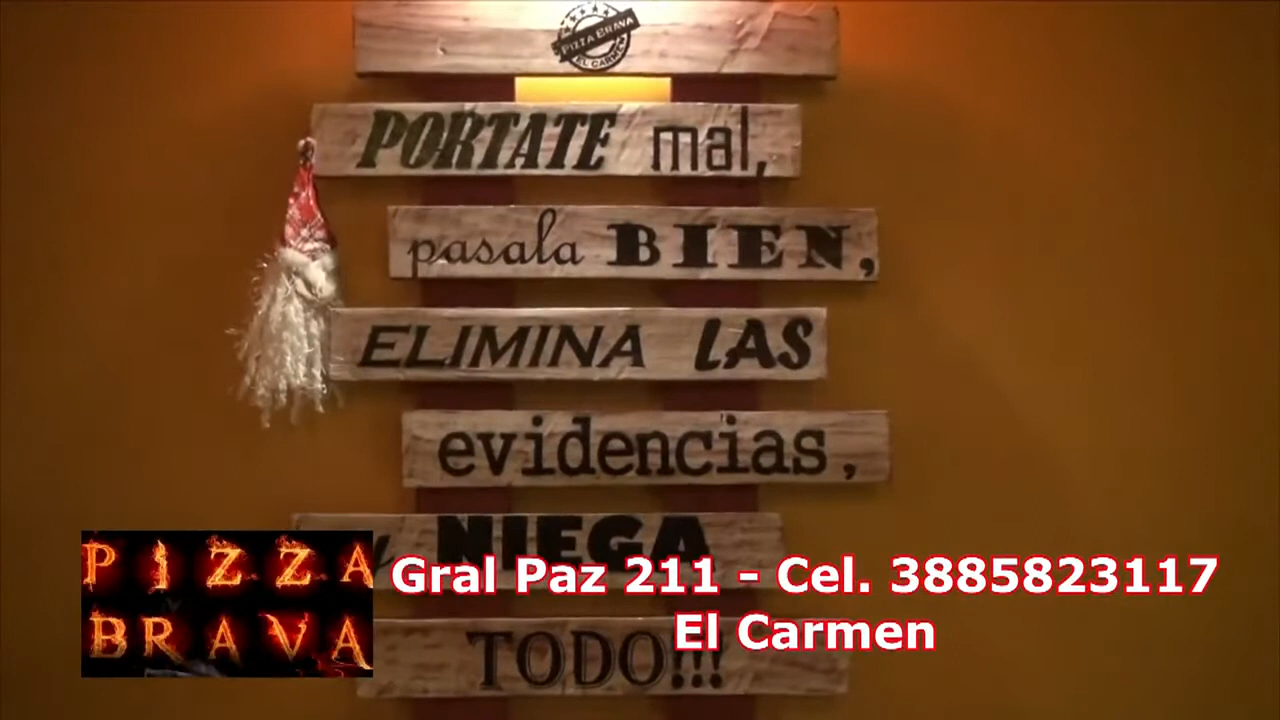 PIZZA BRAVA
EL CARMEN
PORTATE mal,
pasala BIEN,
ELIMINA LAS
evidencias,
y NIEGA
TODO!!!
PIZZA
BRAVA
Gral Paz 211 - Cel. 3885823117
El Carmen